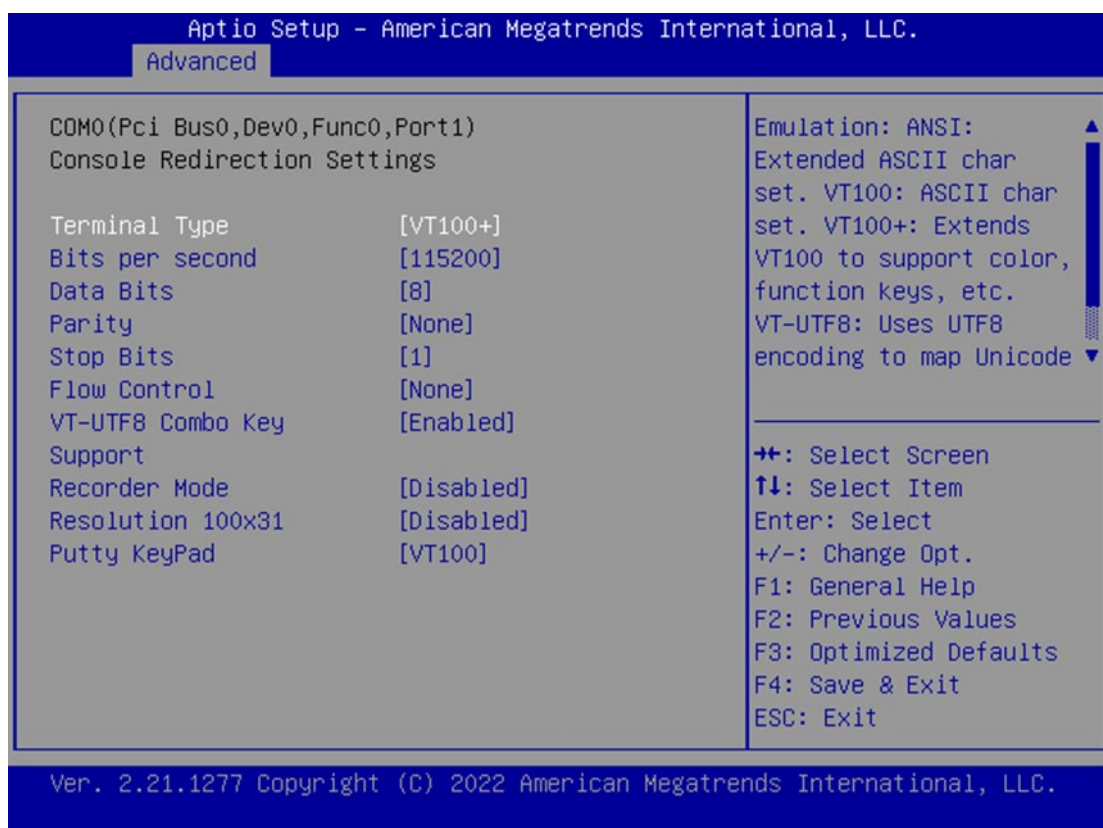 Aptio Setup – American Megatrends International, LLC.
Advanced
COM0(Pci Bus0,Dev0,Func0,Port1)
Console Redirection Settings
Terminal Type [VT100+]
Bits per second [115200]
Data Bits [8]
Parity [None]
Stop Bits [1]
Flow Control [None]
VT-UTF8 Combo Key [Enabled]
Support
Recorder Mode [Disabled]
Resolution 100x31 [Disabled]
Putty KeyPad [VT100]
Emulation: ANSI:
Extended ASCII char
set. VT100: ASCII char
set. VT100+: Extends
VT100 to support color,
function keys, etc.
VT-UTF8: Uses UTF8
encoding to map Unicode
→←: Select Screen
↑↓: Select Item
Enter: Select
+/-: Change Opt.
F1: General Help
F2: Previous Values
F3: Optimized Defaults
F4: Save & Exit
ESC: Exit
Ver. 2.21.1277 Copyright (C) 2022 American Megatrends International, LLC.